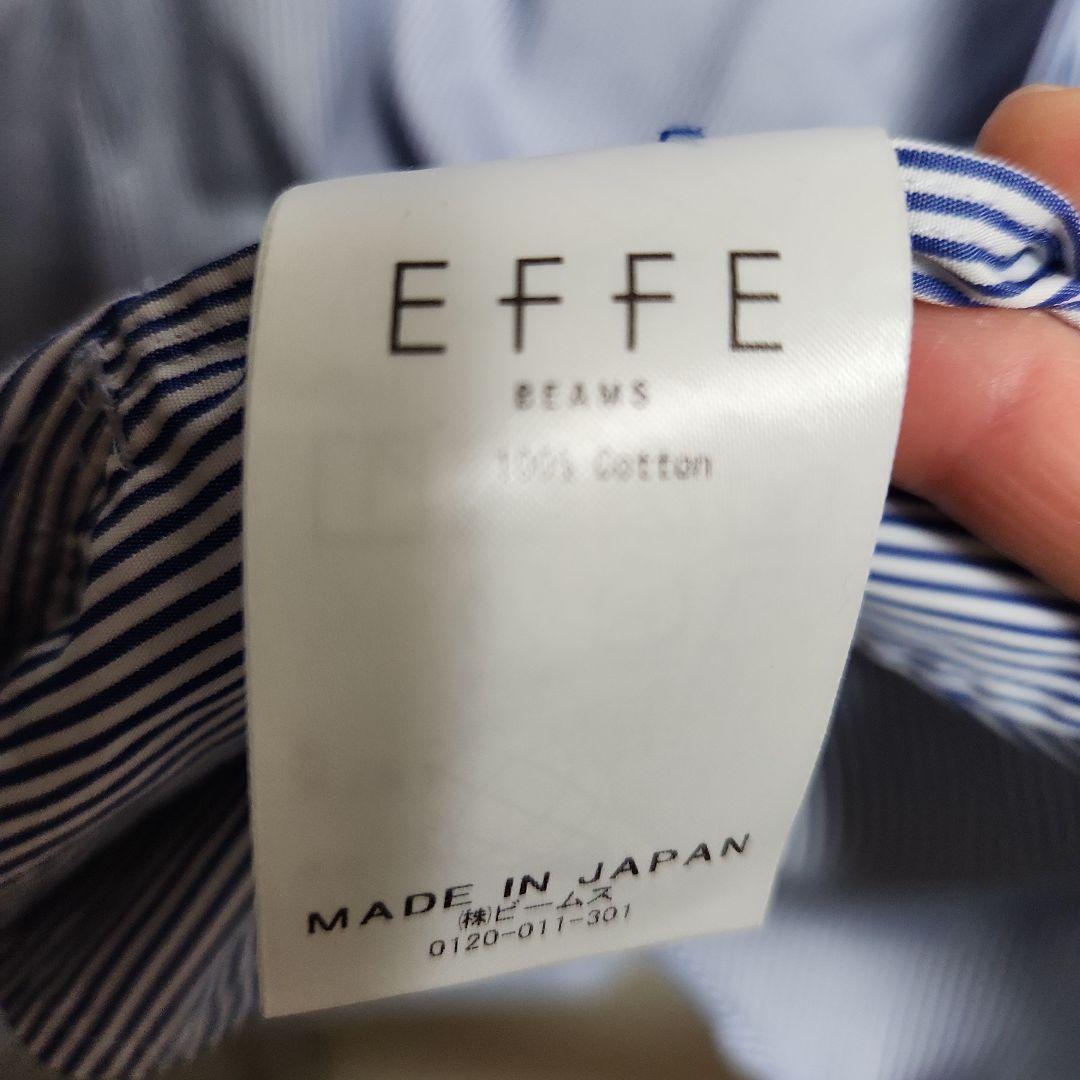 EFFE
BEAMS
100% Cotton
MADE IN JAPAN
㈱ビームス
0120-011-301